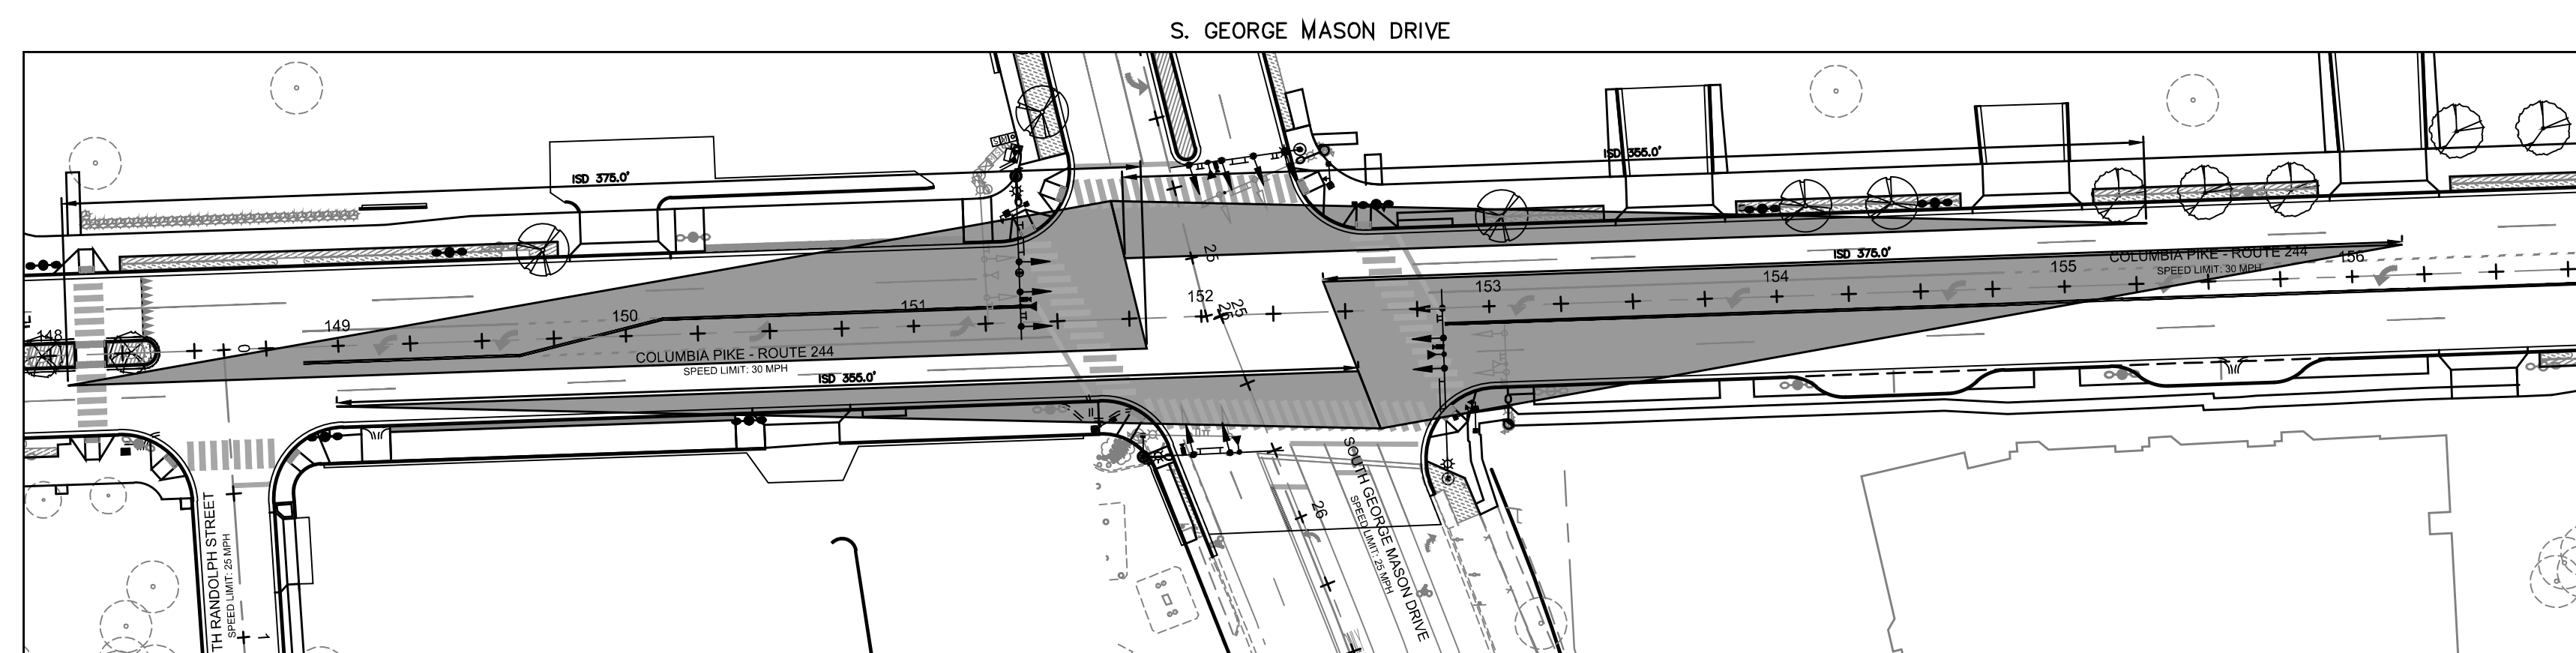 S. GEORGE MASON DRIVE
ISD 375.0'
ISD 355.0'
25
ISD 375.0'
COLUMBIA PIKE - ROUTE 244
SPEED LIMIT: 30 MPH
148
149
150
151
152
25
153
154
155
156
0
COLUMBIA PIKE - ROUTE 244
SPEED LIMIT: 30 MPH
ISD 355.0'
SOUTH GEORGE MASON DRIVE
SPEED LIMIT: 25 MPH
26
TH RANDOLPH STREET
SPEED LIMIT: 25 MPH
1